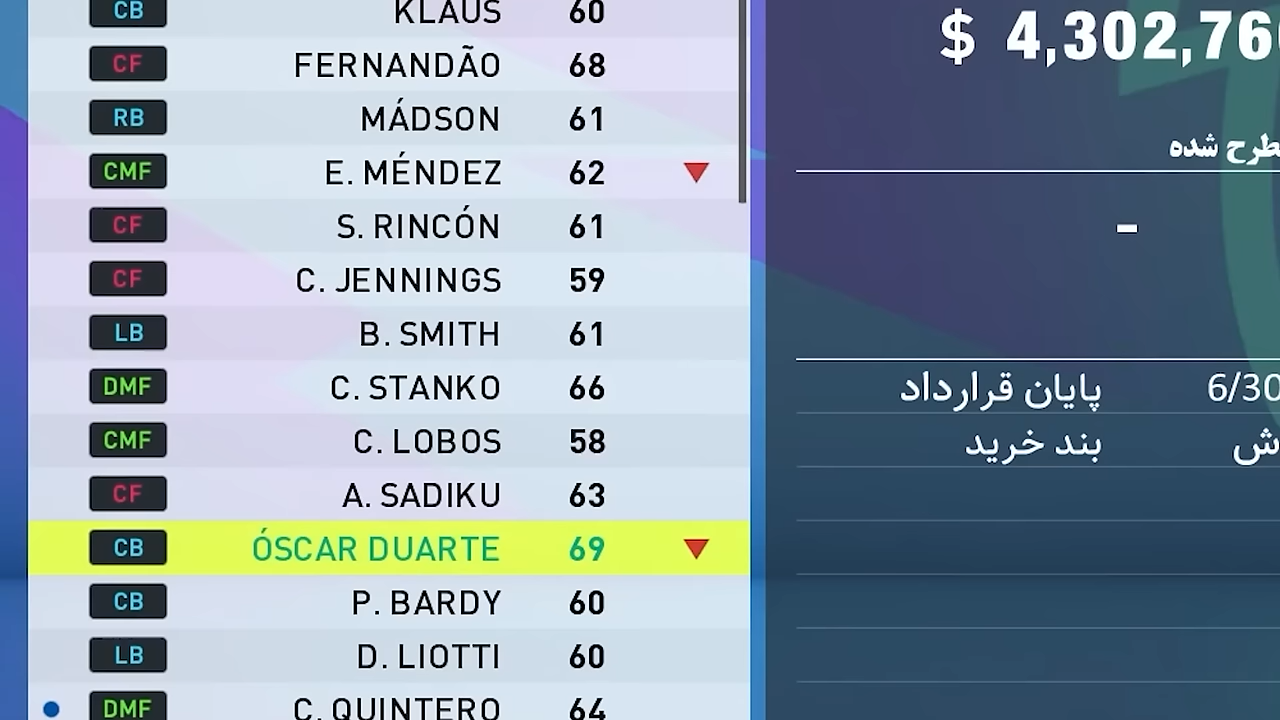 CB KLAUS 60
CF FERNANDÃO 68
RB MÁDSON 61
CMF E. MÉNDEZ 62
CF S. RINCÓN 61
CF C. JENNINGS 59
LB B. SMITH 61
DMF C. STANKO 66
CMF C. LOBOS 58
CF A. SADIKU 63
CB ÓSCAR DUARTE 69
CB P. BARDY 60
LB D. LIOTTI 60
DMF C. QUINTERO 64
$ 4,302,76
شده
-
پایان قرارداد 6/30
بند خرید